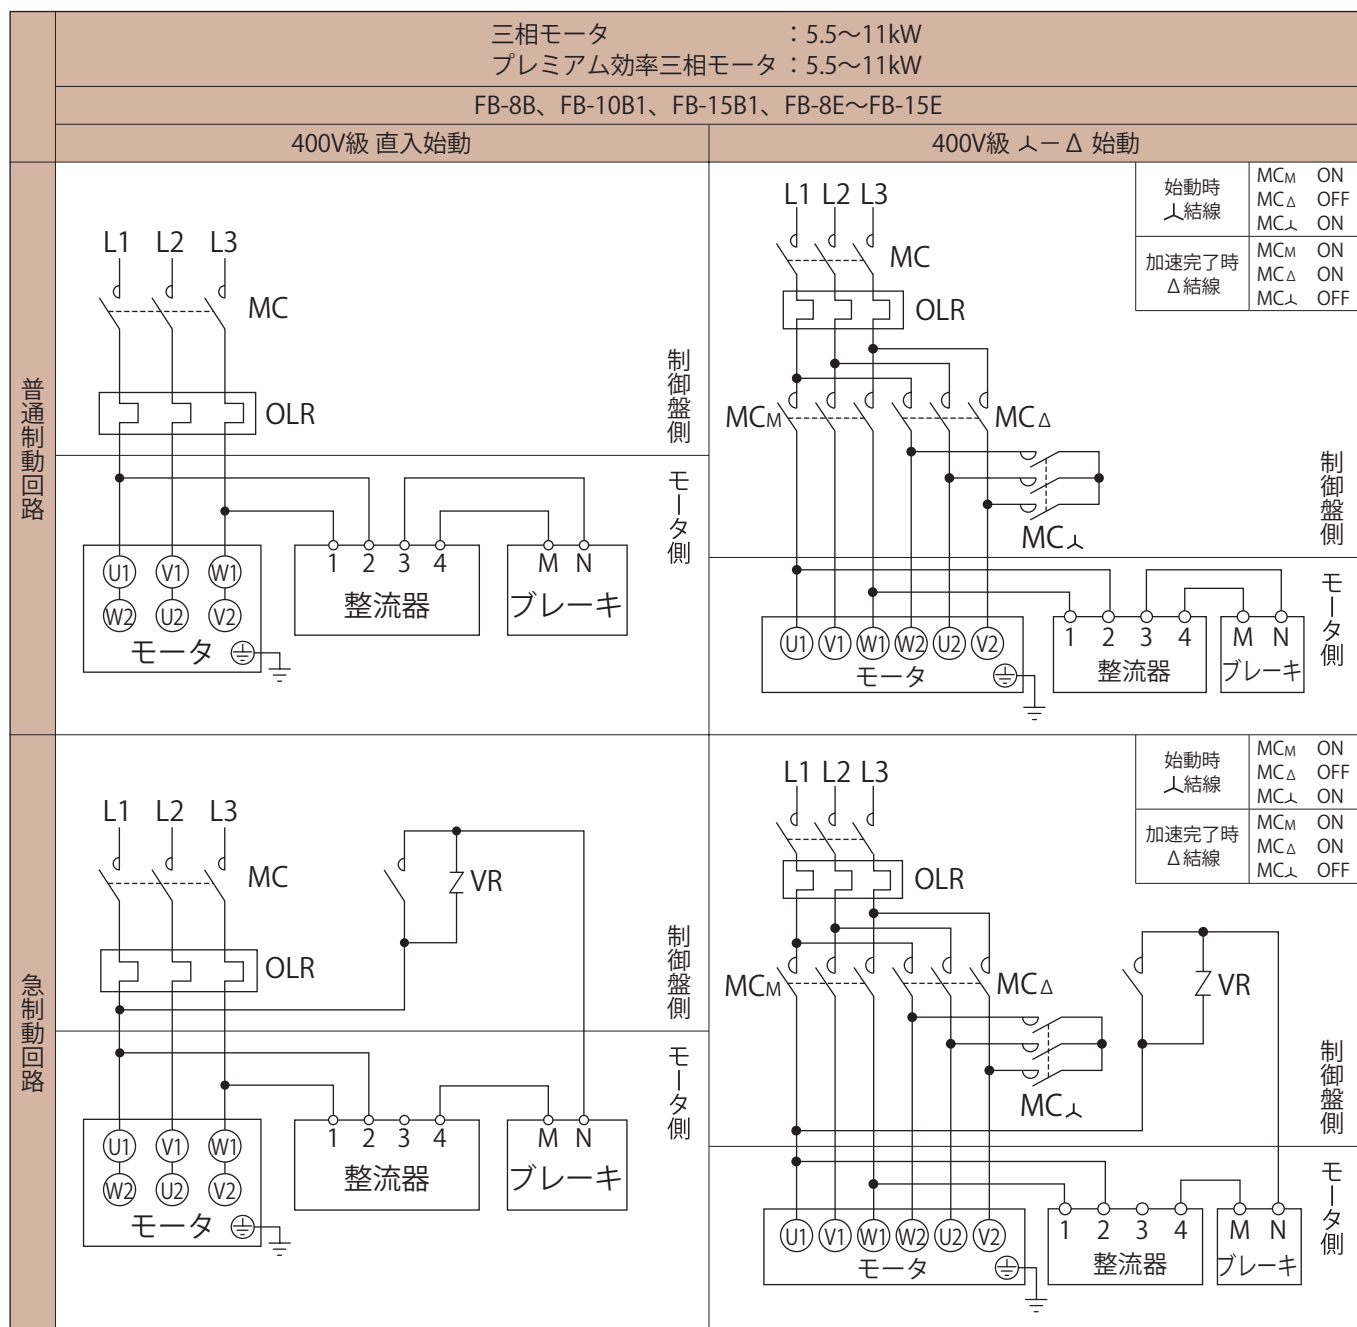 三相モータ　　　　　　　：5.5〜11kW
プレミアム効率三相モータ：5.5〜11kW
FB-8B、FB-10B1、FB-15B1、FB-8E〜FB-15E
400V級 直入始動
400V級 人ーΔ 始動
普通制動回路
L1 L2 L3
MC
OLR
制御盤側
モータ側
U1 V1 W1
W2 U2 V2
モータ
1 2 3 4
整流器
M N
ブレーキ
始動時
人結線
MCM ON
MCΔ OFF
MC人 ON
加速完了時
Δ結線
MCM ON
MCΔ ON
MC人 OFF
L1 L2 L3
MC
OLR
MCM
MCΔ
MC人
制御盤側
モータ側
U1 V1 W1 W2 U2 V2
モータ
1 2 3 4
整流器
M N
ブレーキ
急制動回路
L1 L2 L3
MC
VR
OLR
制御盤側
モータ側
U1 V1 W1
W2 U2 V2
モータ
1 2 3 4
整流器
M N
ブレーキ
始動時
人結線
MCM ON
MCΔ OFF
MC人 ON
加速完了時
Δ結線
MCM ON
MCΔ ON
MC人 OFF
L1 L2 L3
OLR
MCM
MCΔ
VR
MC人
制御盤側
モータ側
U1 V1 W1 W2 U2 V2
モータ
1 2 3 4
整流器
M N
ブレーキ